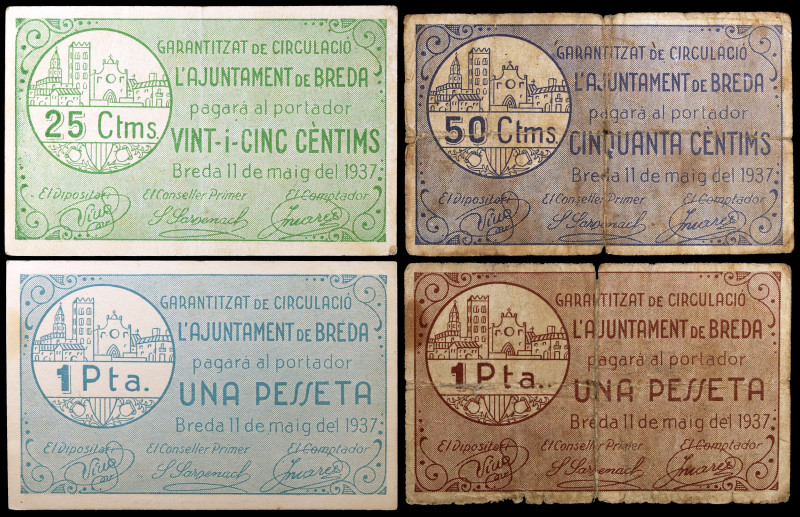 GARANTITZAT DE CIRCULACIÓ
L'AJUNTAMENT DE BREDA
pagará al portador
25 Ctms.
VINT-i-CINC CÈNTIMS
Breda 11 de maig del 1937
El Dipositari El Conseller Primer El Comptador
GARANTITZAT DE CIRCULACIÓ
L'AJUNTAMENT DE BREDA
pagará al portador
50 Ctms.
CINQUANTA CÈNTIMS
Breda 11 de maig del 1937
El Dipositari El Conseller Primer El Comptador
GARANTITZAT DE CIRCULACIÓ
L'AJUNTAMENT DE BREDA
pagará al portador
1 Pta.
UNA PESSETA
Breda 11 de maig del 1937
El Dipositari El Conseller Primer El Comptador
GARANTITZAT DE CIRCULACIÓ
L'AJUNTAMENT DE BREDA
pagará al portador
1 Pta.
UNA PESSETA
Breda 11 de maig del 1937
El Dipositari El Conseller Primer El Comptador